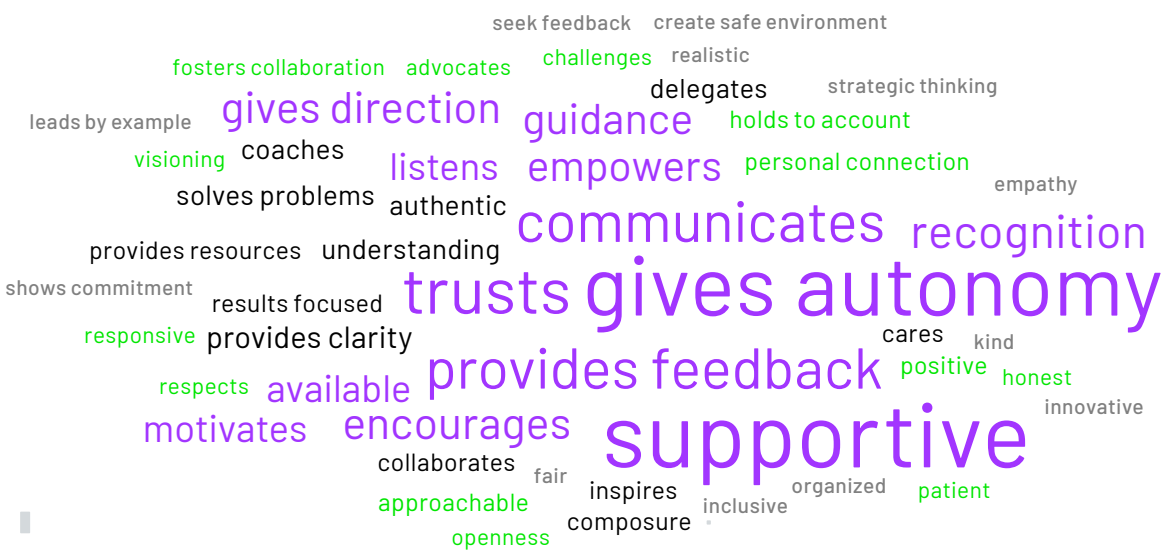 seek feedback
create safe environment
challenges
realistic
fosters collaboration
advocates
delegates
strategic thinking
gives direction
guidance
holds to account
leads by example
coaches
visioning
listens
empowers
personal connection
empathy
solves problems
authentic
communicates
recognition
provides resources
understanding
trusts
gives autonomy
shows commitment
results focused
responsive
provides clarity
cares
kind
provides feedback
positive
honest
respects
available
innovative
motivates
encourages
supportive
collaborates
fair
inspires
organized
patient
approachable
inclusive
composure
openness